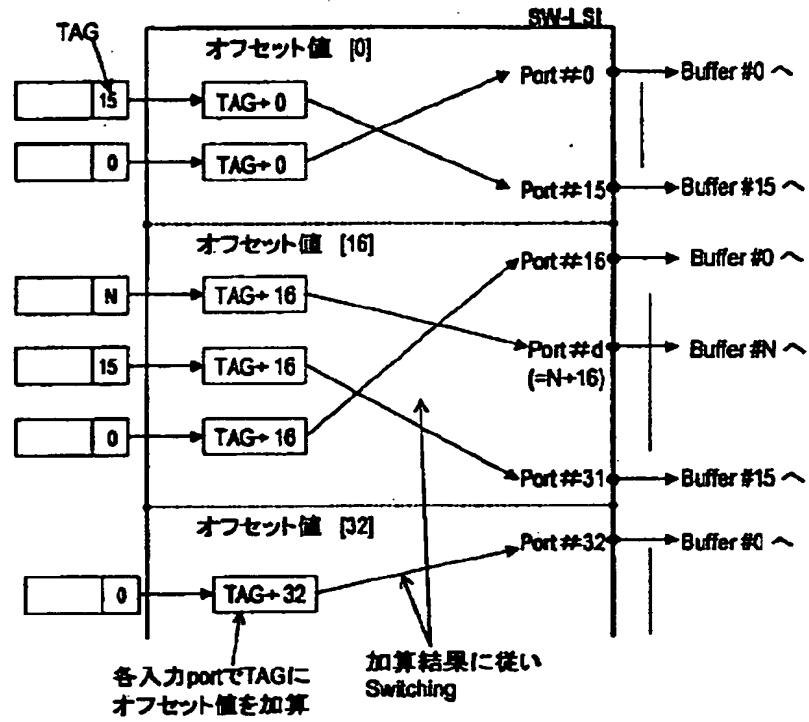 SW-LSI
TAG
オフセット値 [0]
15
TAG+0
Port#0
Buffer #0 へ
0
TAG+0
Port#15
Buffer #15 へ
オフセット値 [16]
Port#16
Buffer #0 へ
N
TAG+16
Port#d
(=N+16)
Buffer #N へ
15
TAG+16
0
TAG+16
Port#31
Buffer #15 へ
オフセット値 [32]
Port#32
Buffer #0 へ
0
TAG+32
各入力portでTAGに
オフセット値を加算
加算結果に従い
Switching